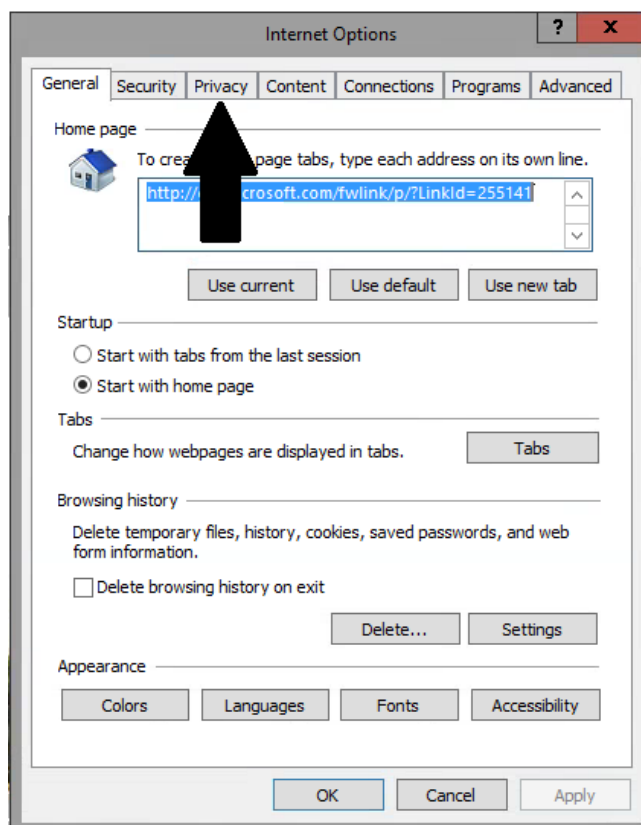 Internet Options
? X
General Security Privacy Content Connections Programs Advanced
Home page
To crea page tabs, type each address on its own line.
http:/ crosoft.com/fwlink/p/?LinkId=255141
Use current Use default Use new tab
Startup
Start with tabs from the last session
Start with home page
Tabs
Change how webpages are displayed in tabs.
Tabs
Browsing history
Delete temporary files, history, cookies, saved passwords, and web
form information.
Delete browsing history on exit
Delete... Settings
Appearance
Colors Languages Fonts Accessibility
OK Cancel Apply